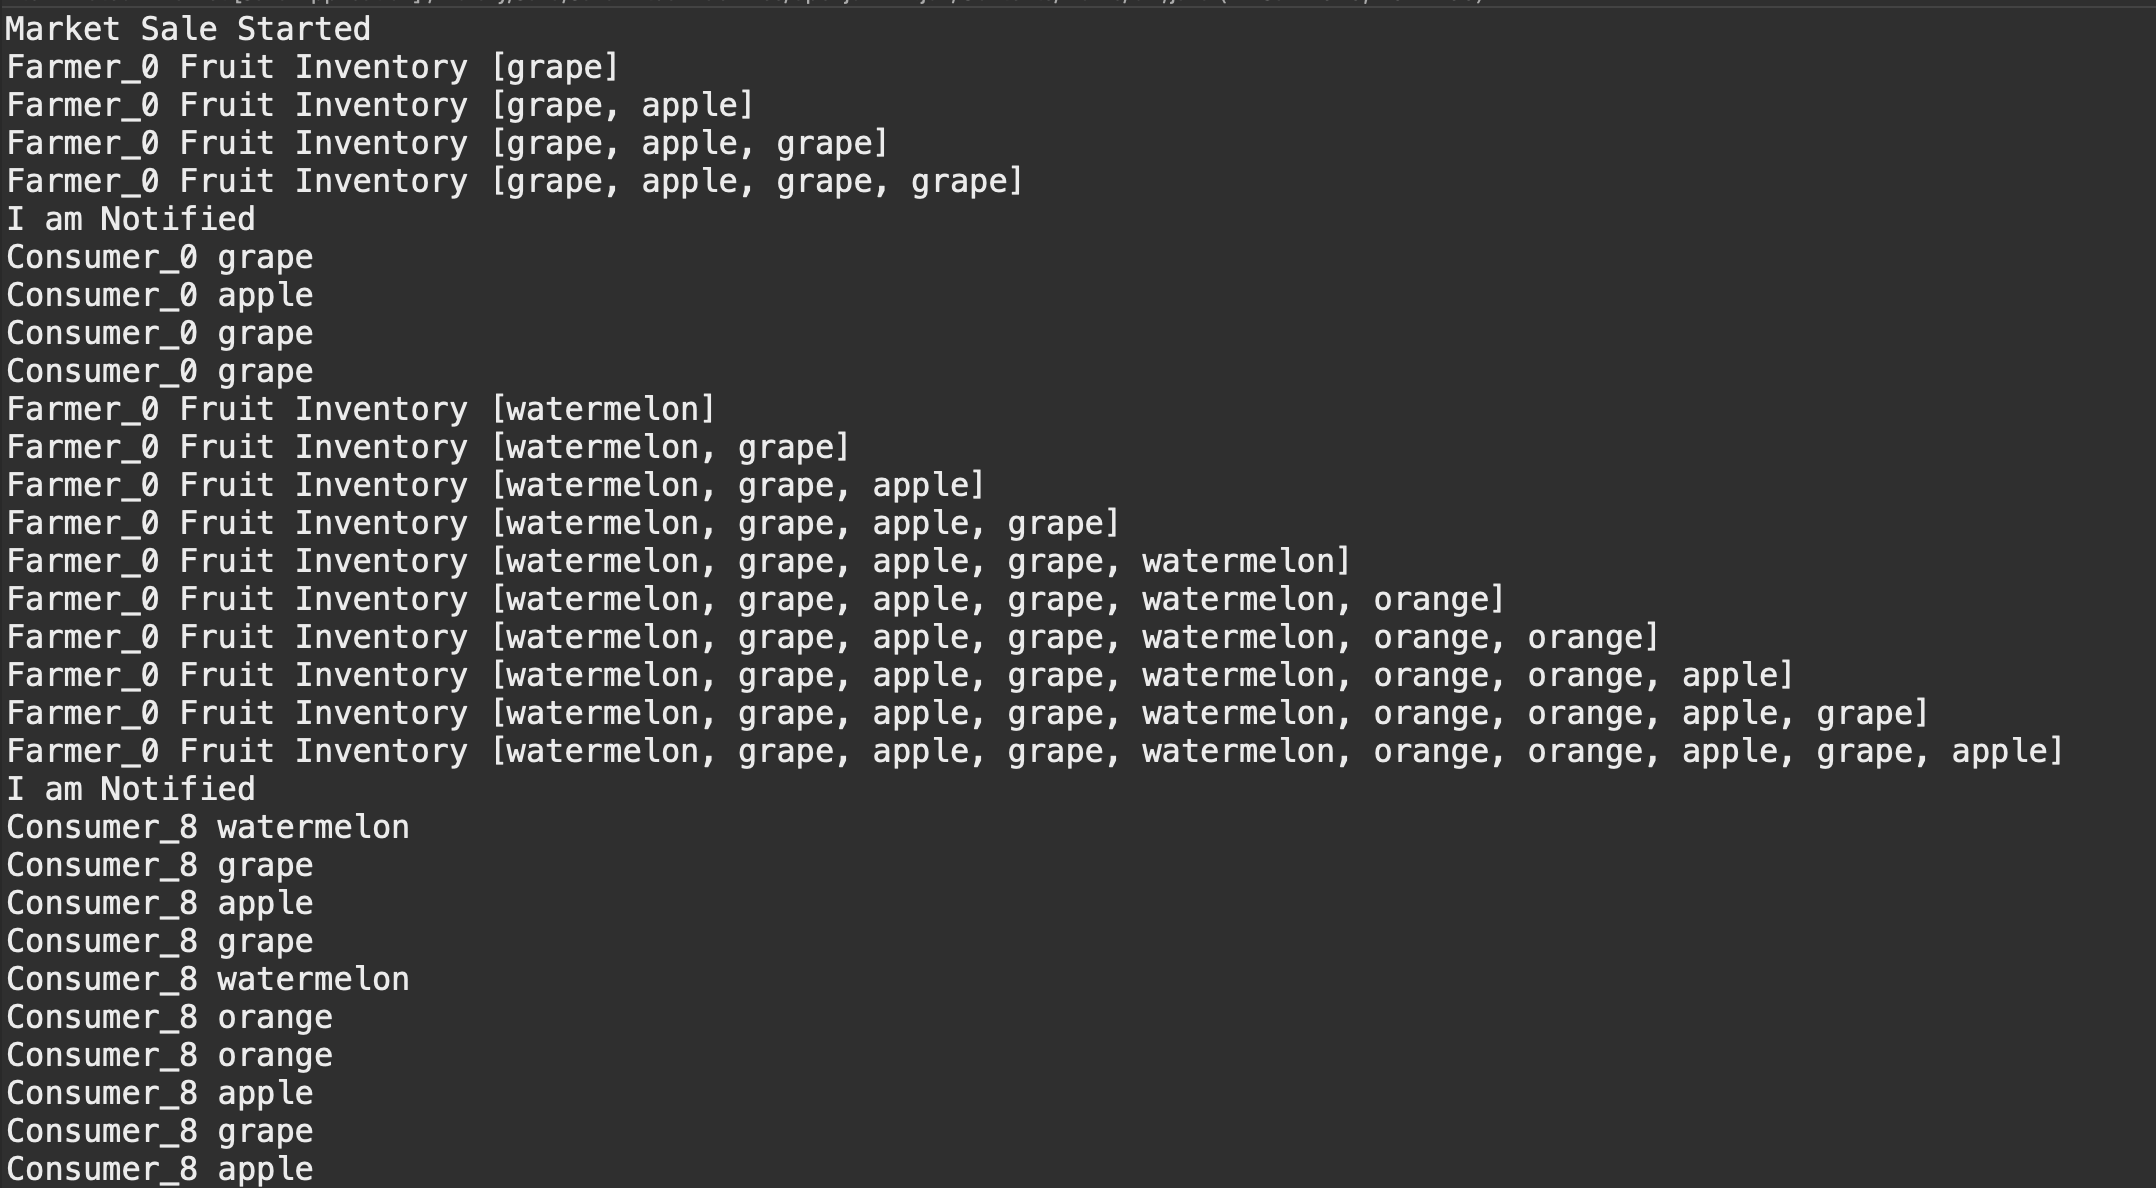 Market Sale Started
Farmer_0 Fruit Inventory [grape]
Farmer_0 Fruit Inventory [grape, apple]
Farmer_0 Fruit Inventory [grape, apple, grape]
Farmer_0 Fruit Inventory [grape, apple, grape, grape]
I am Notified
Consumer_0 grape
Consumer_0 apple
Consumer_0 grape
Consumer_0 grape
Farmer_0 Fruit Inventory [watermelon]
Farmer_0 Fruit Inventory [watermelon, grape]
Farmer_0 Fruit Inventory [watermelon, grape, apple]
Farmer_0 Fruit Inventory [watermelon, grape, apple, grape]
Farmer_0 Fruit Inventory [watermelon, grape, apple, grape, watermelon]
Farmer_0 Fruit Inventory [watermelon, grape, apple, grape, watermelon, orange]
Farmer_0 Fruit Inventory [watermelon, grape, apple, grape, watermelon, orange, orange]
Farmer_0 Fruit Inventory [watermelon, grape, apple, grape, watermelon, orange, orange, apple]
Farmer_0 Fruit Inventory [watermelon, grape, apple, grape, watermelon, orange, orange, apple, grape]
Farmer_0 Fruit Inventory [watermelon, grape, apple, grape, watermelon, orange, orange, apple, grape, apple]
I am Notified
Consumer_8 watermelon
Consumer_8 grape
Consumer_8 apple
Consumer_8 grape
Consumer_8 watermelon
Consumer_8 orange
Consumer_8 orange
Consumer_8 apple
Consumer_8 grape
Consumer_8 apple